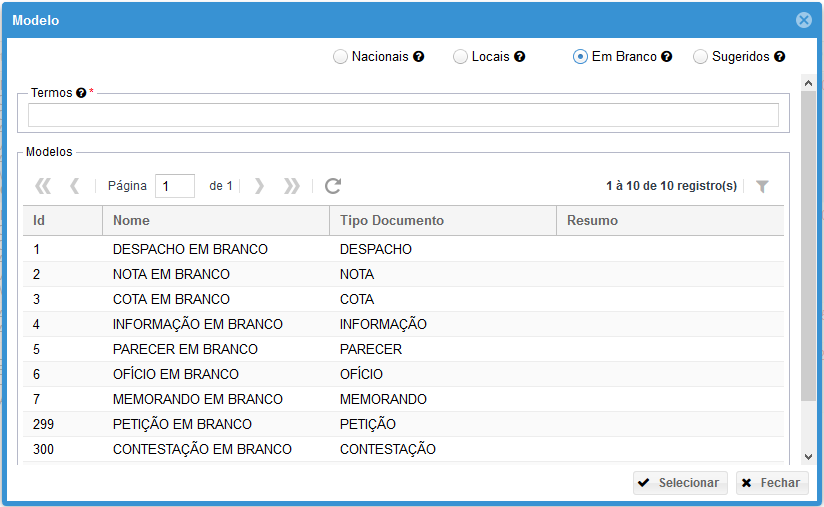 Modelo
Nacionais Locais Em Branco Sugeridos
Termos *
Modelos
Página 1 de 1 1 à 10 de 10 registro(s)
Id Nome Tipo Documento Resumo
1 DESPACHO EM BRANCO DESPACHO
2 NOTA EM BRANCO NOTA
3 COTA EM BRANCO COTA
4 INFORMAÇÃO EM BRANCO INFORMAÇÃO
5 PARECER EM BRANCO PARECER
6 OFÍCIO EM BRANCO OFÍCIO
7 MEMORANDO EM BRANCO MEMORANDO
299 PETIÇÃO EM BRANCO PETIÇÃO
300 CONTESTAÇÃO EM BRANCO CONTESTAÇÃO
Selecionar Fechar